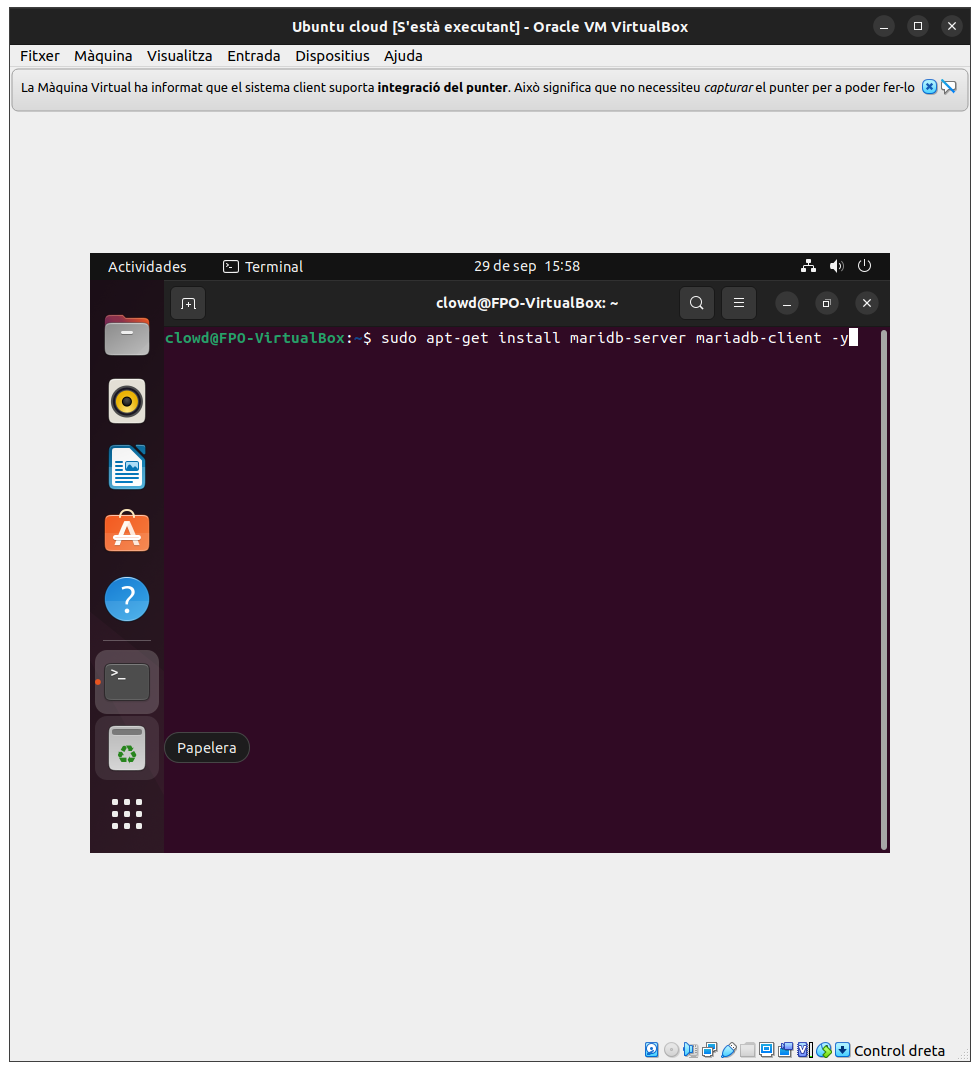 Ubuntu cloud [S'està executant] - Oracle VM VirtualBox
Fitxer Màquina Visualitza Entrada Dispositius Ajuda
La Màquina Virtual ha informat que el sistema client suporta integració del punter. Això significa que no necessiteu capturar el punter per a poder fer-lo
Actividades Terminal 29 de sep 15:58
clowd@FPO-VirtualBox: ~
clowd@FPO-VirtualBox:~$ sudo apt-get install maridb-server mariadb-client -y
Papelera
Control dreta